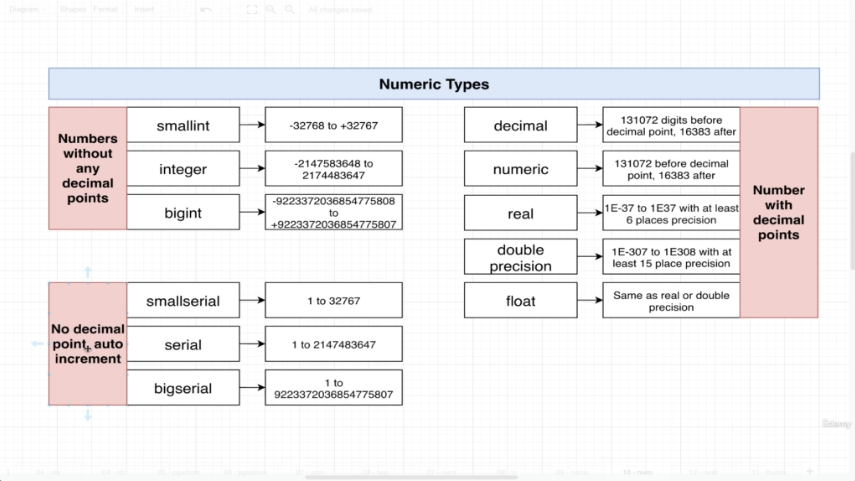 Diagram
Shapes
Format
Insert
All changes saved
Numeric Types
Numbers
without
any
decimal
points
smallint
-32768 to +32767
integer
-2147583648 to
2174483647
bigint
-9223372036854775808
to
+9223372036854775807
No decimal
point, auto
increment
smallserial
1 to 32767
serial
1 to 2147483647
bigserial
1 to
9223372036854775807
decimal
131072 digits before
decimal point, 16383 after
numeric
131072 before decimal
point, 16383 after
real
1E-37 to 1E37 with at least
6 places precision
double
precision
1E-307 to 1E308 with at
least 15 place precision
float
Same as real or double
precision
Number
with
decimal
points